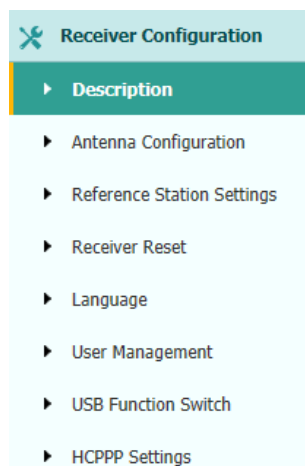 Receiver Configuration
Description
Antenna Configuration
Reference Station Settings
Receiver Reset
Language
User Management
USB Function Switch
HCPPP Settings